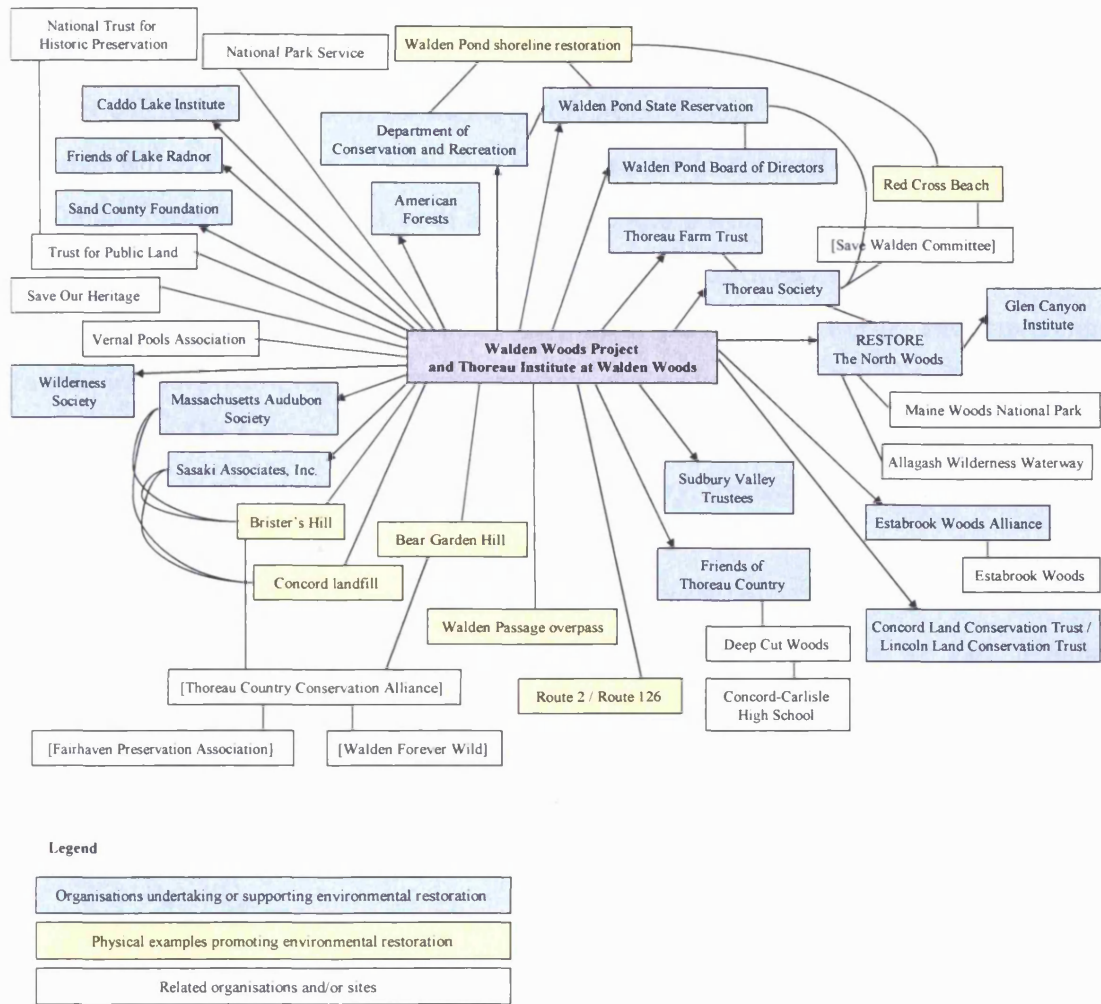 National Trust for
Historic Preservation
National Park Service
Walden Pond shoreline restoration
Caddo Lake Institute
Department of
Conservation and Recreation
Walden Pond State Reservation
Friends of Lake Radnor
Walden Pond Board of Directors
Red Cross Beach
Sand County Foundation
American
Forests
Thoreau Farm Trust
[Save Walden Committee]
Trust for Public Land
Thoreau Society
Save Our Heritage
Glen Canyon
Institute
Vernal Pools Association
Walden Woods Project
and Thoreau Institute at Walden Woods
RESTORE
The North Woods
Wilderness
Society
Massachusetts Audubon
Society
Maine Woods National Park
Sasaki Associates, Inc.
Allagash Wilderness Waterway
Sudbury Valley
Trustees
Brister's Hill
Estabrook Woods Alliance
Bear Garden Hill
Friends of
Thoreau Country
Estabrook Woods
Concord landfill
Walden Passage overpass
Concord Land Conservation Trust /
Lincoln Land Conservation Trust
Deep Cut Woods
[Thoreau Country Conservation Alliance]
Route 2 / Route 126
Concord-Carlisle
High School
[Fairhaven Preservation Association}
[Walden Forever Wild]
Legend
Organisations undertaking or supporting environmental restoration
Physical examples promoting environmental restoration
Related organisations and/or sites